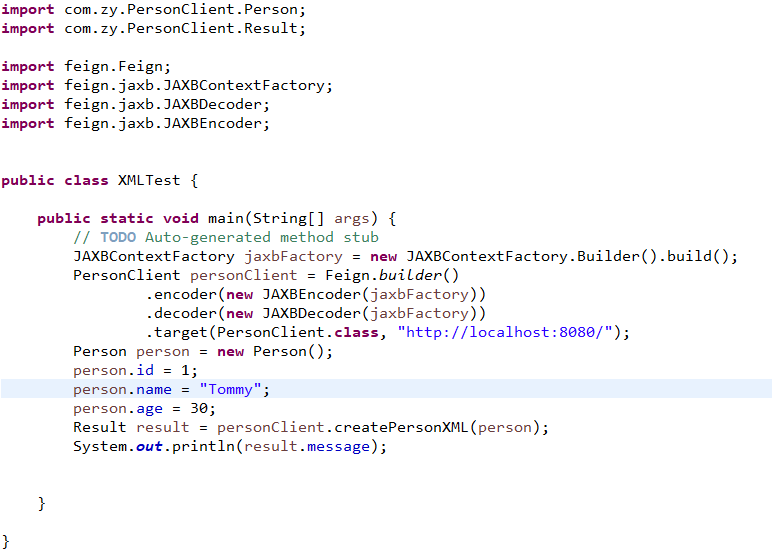 import com.zy.PersonClient.Person;
import com.zy.PersonClient.Result;
import feign.Feign;
import feign.jaxb.JAXBContextFactory;
import feign.jaxb.JAXBDecoder;
import feign.jaxb.JAXBEncoder;
public class XMLTest {
public static void main(String[] args) {
// TODO Auto-generated method stub
JAXBContextFactory jaxbFactory = new JAXBContextFactory.Builder().build();
PersonClient personClient = Feign.builder()
.encoder(new JAXBEncoder(jaxbFactory))
.decoder(new JAXBDecoder(jaxbFactory))
.target(PersonClient.class, "http://localhost:8080/");
Person person = new Person();
person.id = 1;
person.name = "Tommy";
person.age = 30;
Result result = personClient.createPersonXML(person);
System.out.println(result.message);
}
}